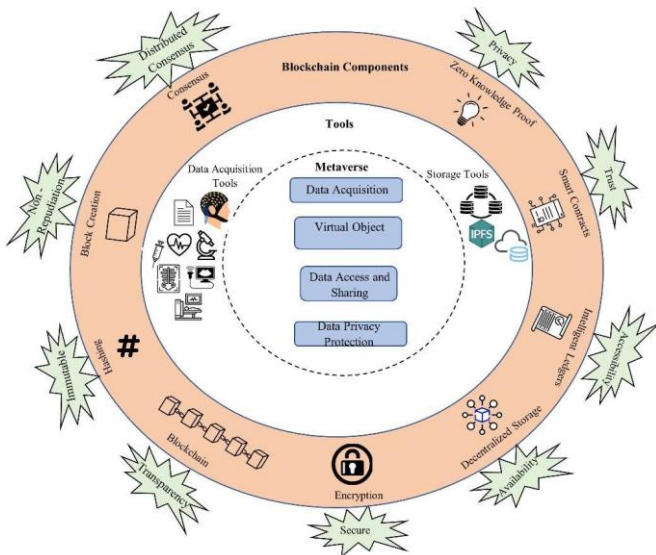 Distributed
Consensus
Privacy
Blockchain Components
Consensus
Zero Knowledge Proof
Tools
Metaverse
Data Acquisition
Tools
Storage Tools
Data Acquisition
Virtual Object
Data Access and
Sharing
Data Privacy
Protection
IPFS
Trust
Smart Contracts
Non -
Reputiation
Block Creation
Intelligent Ledgers
Accessibility
Immutable
Hashing
#
Blockchain
Decentralized Storage
Transparency
Availability
Encryption
Secure